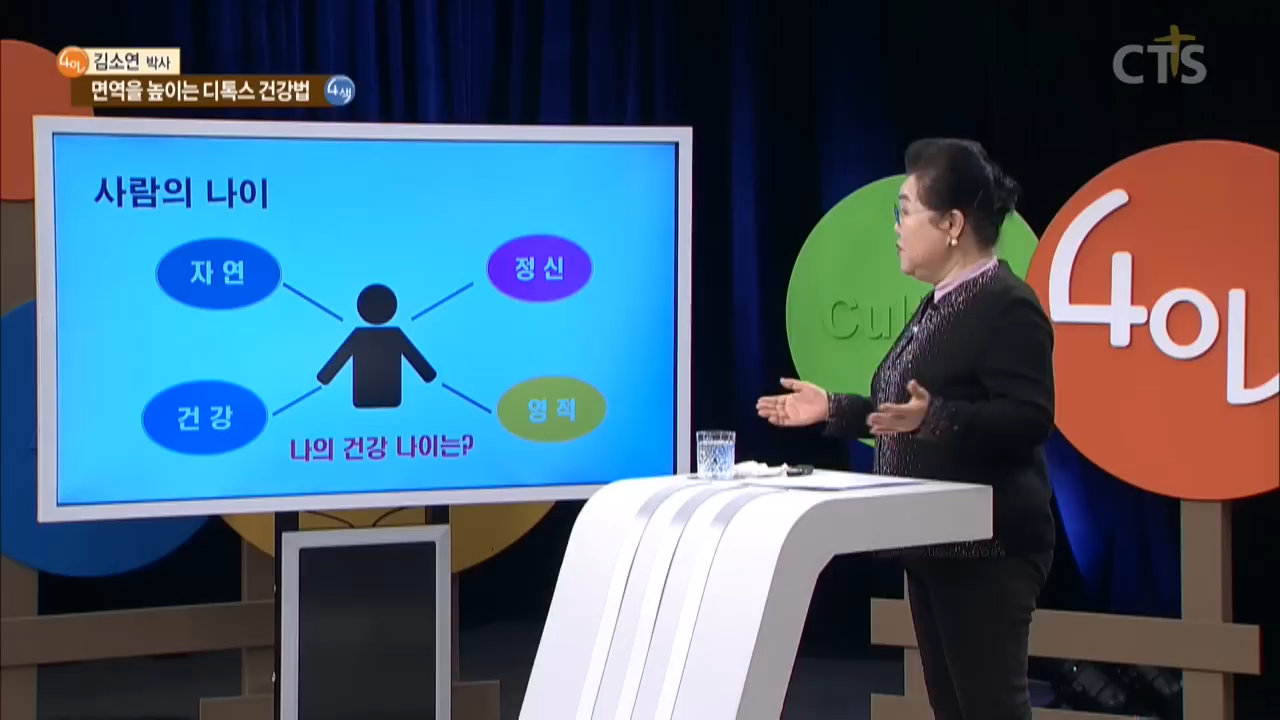 4인
김소연 박사
면역을 높이는 디톡스 건강법
4색
CTS
사람의 나이
자연
정신
건강
영적
나의 건강 나이는?
Cul
4인